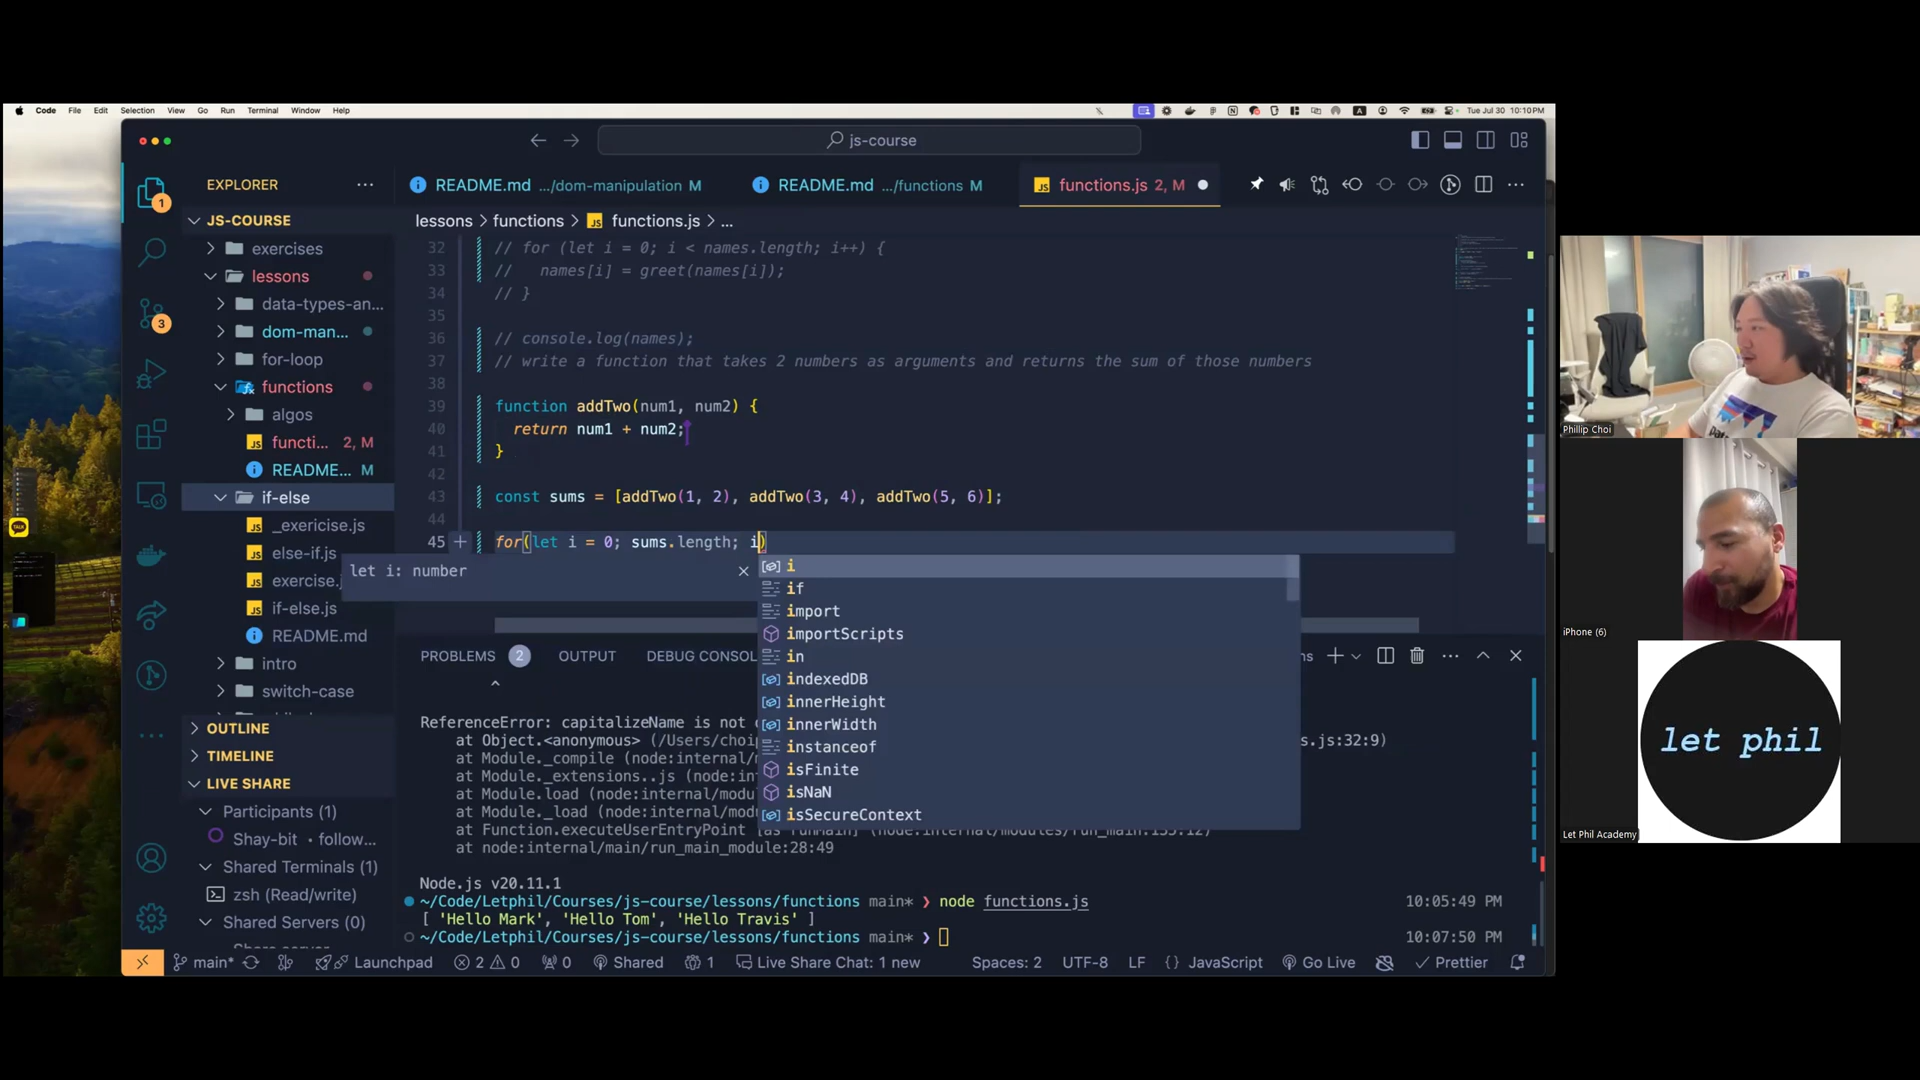 Code File Edit Selection View Go Run Terminal Window Help
Tue Jul 30 10:10PM
js-course
EXPLORER
README.md .../dom-manipulation M
README.md .../functions M
functions.js 2, M
JS-COURSE
lessons > functions > functions.js > ...
exercises
lessons
data-types-an...
dom-man...
for-loop
functions
algos
functi... 2, M
README... M
if-else
_exericise.js
else-if.js
exercise.j
if-else.js
README.md
intro
switch-case
OUTLINE
TIMELINE
LIVE SHARE
Participants (1)
Shay-bit • follow...
Shared Terminals (1)
zsh (Read/write)
Shared Servers (0)
32 // for (let i = 0; i < names.length; i++) {
33 //   names[i] = greet(names[i]);
34 // }
35
36 // console.log(names);
37 // write a function that takes 2 numbers as arguments and returns the sum of those numbers
38
39 function addTwo(num1, num2) {
40   return num1 + num2;
41 }
42
43 const sums = [addTwo(1, 2), addTwo(3, 4), addTwo(5, 6)];
44
45 for(let i = 0; sums.length; i)
let i: number
i
if
import
importScripts
in
indexedDB
innerHeight
innerWidth
instanceof
isFinite
isNaN
isSecureContext
PROBLEMS 2 OUTPUT DEBUG CONSOL
ns
ReferenceError: capitalizeName is not
at Object.<anonymous> (/Users/choi
s.js:32:9)
at Module._compile (node:internal/mod
at Module._extensions..js (node:int
at Module.load (node:internal/modu
at Module._load (node:internal/modu
at Function.executeUserEntryPoint [as runMain] (node:internal/modules/run_main:135:12)
at node:internal/main/run_main_module:28:49
Node.js v20.11.1
~/Code/Letphil/Courses/js-course/lessons/functions main* ❯ node functions.js 10:05:49 PM
[ 'Hello Mark', 'Hello Tom', 'Hello Travis' ]
~/Code/Letphil/Courses/js-course/lessons/functions main* ❯ 10:07:50 PM
main* Launchpad 2 0 0 Shared 1 Live Share Chat: 1 new Spaces: 2 UTF-8 LF {} JavaScript Go Live Prettier
Phillip Choi
iPhone (6)
let phil
Let Phil Academy